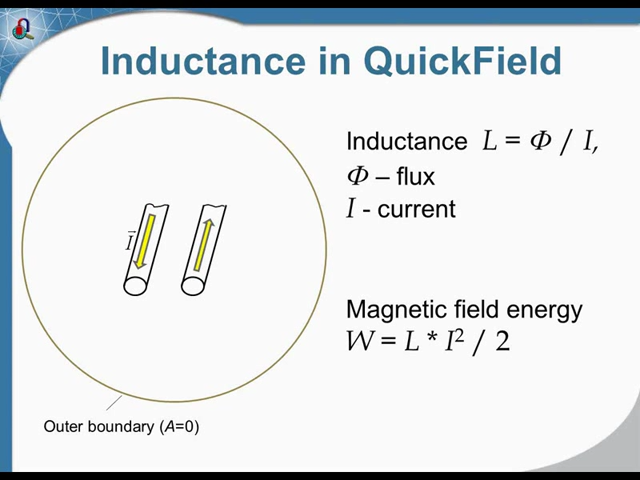 Inductance in QuickField
Inductance L = Φ / I,
Φ – flux
I - current
I⃗
Magnetic field energy
W = L * I² / 2
Outer boundary (A=0)